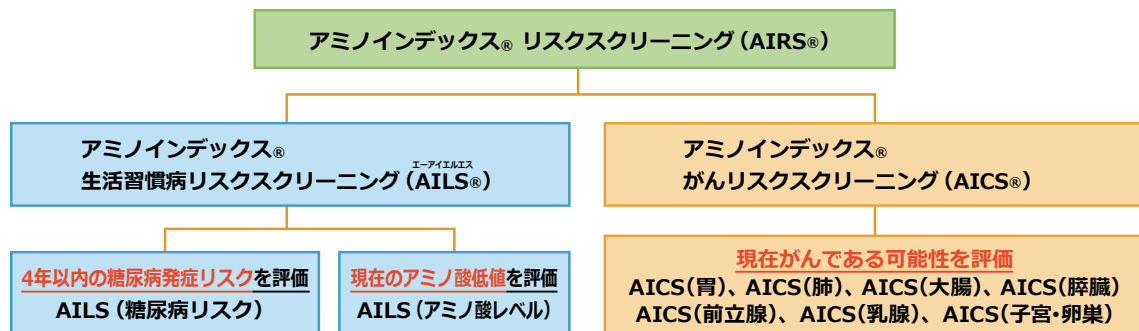 アミノインデックス® リスクスクリーニング（AIRS®）
アミノインデックス®
エーアイエルエス
生活習慣病リスクスクリーニング（AILS®）
アミノインデックス®
がんリスクスクリーニング（AICS®）
4年以内の糖尿病発症リスクを評価
AILS（糖尿病リスク）
現在のアミノ酸低値を評価
AILS（アミノ酸レベル）
現在がんである可能性を評価
AICS(胃)、AICS(肺)、AICS(大腸)、AICS(膵臓)
AICS(前立腺)、AICS(乳腺)、AICS(子宮・卵巣)